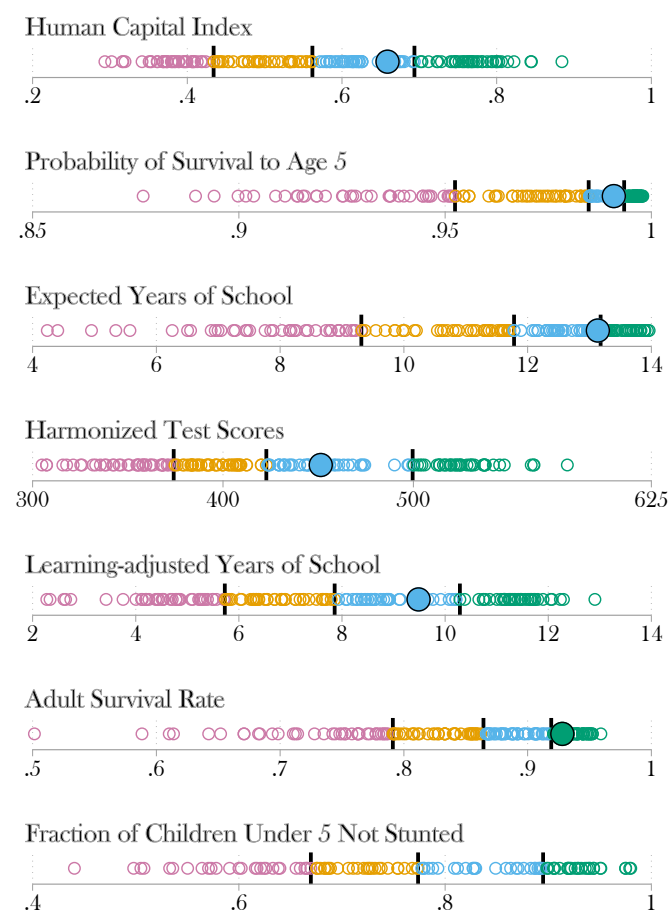 Human Capital Index
.2 .4 .6 .8 1
Probability of Survival to Age 5
.85 .9 .95 1
Expected Years of School
4 6 8 10 12 14
Harmonized Test Scores
300 400 500 625
Learning-adjusted Years of School
2 4 6 8 10 12 14
Adult Survival Rate
.5 .6 .7 .8 .9 1
Fraction of Children Under 5 Not Stunted
.4 .6 .8 1